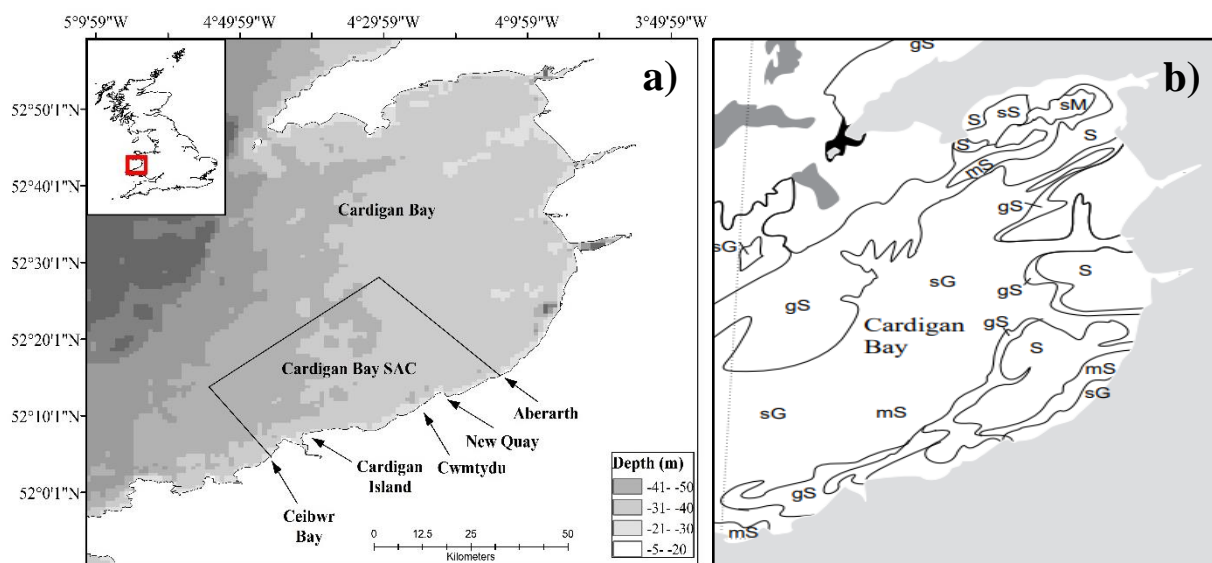 5°9'59"W 4°49'59"W 4°29'59"W 4°9'59"W 3°49'59"W
a)
52°50'1"N
52°40'1"N
52°30'1"N
52°20'1"N
52°10'1"N
52°0'1"N
Cardigan Bay
Cardigan Bay SAC
Aberarth
New Quay
Cwmtydu
Cardigan
Island
Ceibwr
Bay
0 12.5 25 50
Kilometers
Depth (m)
-41- -50
-31- -40
-21- -30
-5- -20
b)
gS
sM
sS
S
S
S
mS
gS
sG
sG
gS
S
gS
gS
Cardigan
Bay
S
mS
sG
sG
mS
gS
mS